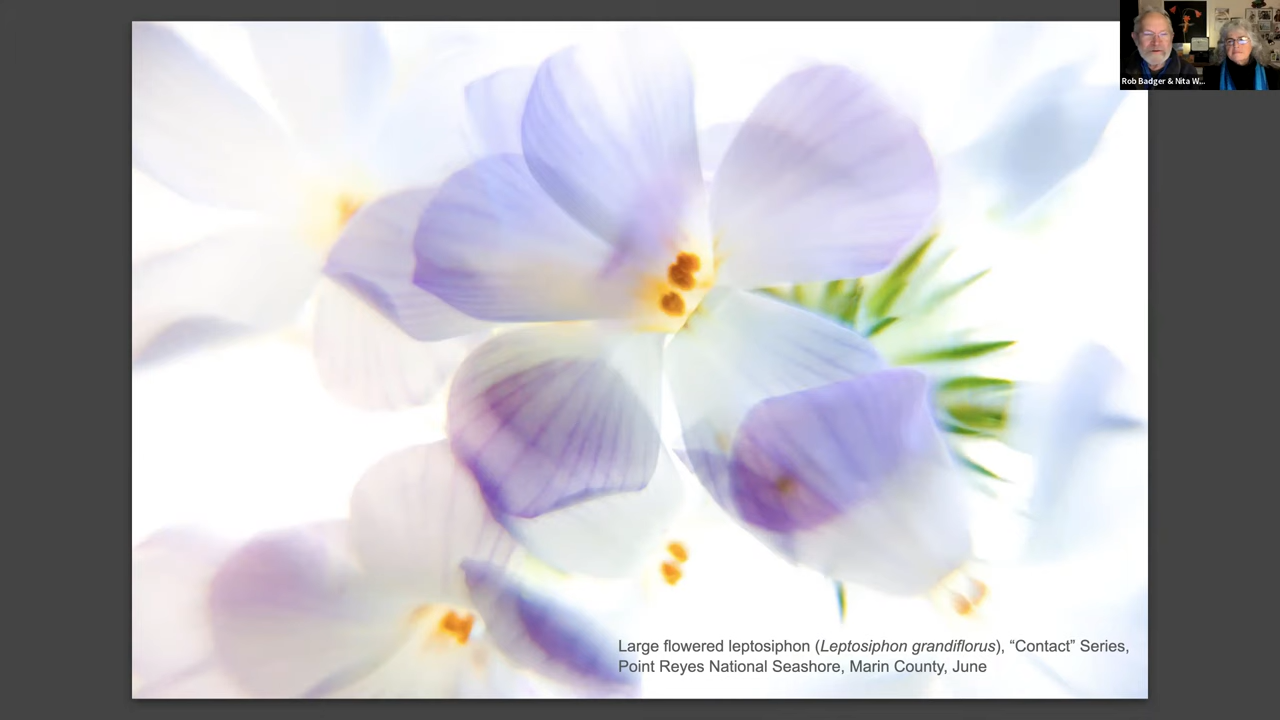 Rob Badger & Nita W...
Large flowered leptosiphon (Leptosiphon grandiflorus), “Contact” Series,
Point Reyes National Seashore, Marin County, June